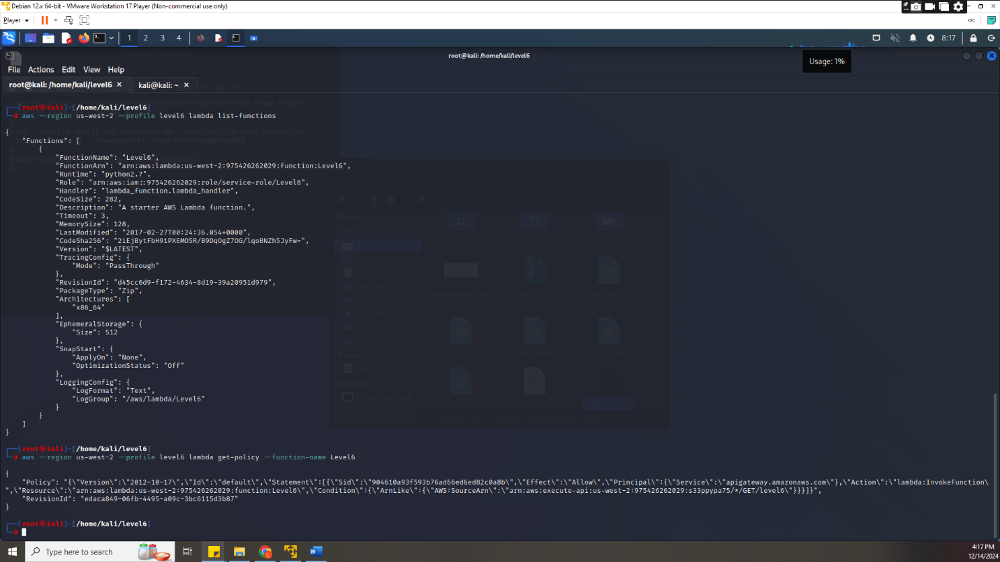 Debian 12.x 64-bit - VMware Workstation 17 Player (Non-commercial use only)
Player
1 2 3 4
8:17
root@kali: /home/kali/level6
Usage: 1%
File Actions Edit View Help
root@kali: /home/kali/level6 × kali@kali: ~ ×
┌──(root㉿kali)-[/home/kali/level6]
└─# aws --region us-west-2 --profile level6 lambda list-functions
{
    "Functions": [
        {
            "FunctionName": "Level6",
            "FunctionArn": "arn:aws:lambda:us-west-2:975426262029:function:Level6",
            "Runtime": "python2.7",
            "Role": "arn:aws:iam::975426262029:role/service-role/Level6",
            "Handler": "lambda_function.lambda_handler",
            "CodeSize": 282,
            "Description": "A starter AWS Lambda function.",
            "Timeout": 3,
            "MemorySize": 128,
            "LastModified": "2017-02-27T00:24:36.054+0000",
            "CodeSha256": "2iEjBytFbH91PXEMO5R/B9DqOgZ7OG/lqoBNZh5JyFw=",
            "Version": "$LATEST",
            "TracingConfig": {
                "Mode": "PassThrough"
            },
            "RevisionId": "d45cc6d9-f172-4634-8d19-39a20951d979",
            "PackageType": "Zip",
            "Architectures": [
                "x86_64"
            ],
            "EphemeralStorage": {
                "Size": 512
            },
            "SnapStart": {
                "ApplyOn": "None",
                "OptimizationStatus": "Off"
            },
            "LoggingConfig": {
                "LogFormat": "Text",
                "LogGroup": "/aws/lambda/Level6"
            }
        }
    ]
}
┌──(root㉿kali)-[/home/kali/level6]
└─# aws --region us-west-2 --profile level6 lambda get-policy --function-name Level6
{
    "Policy": "{\"Version\":\"2012-10-17\",\"Id\":\"default\",\"Statement\":[{\"Sid\":\"904610a93f593b76ad66ed6ed82c0a8b\",\"Effect\":\"Allow\",\"Principal\":{\"Service\":\"apigateway.amazonaws.com\"},\"Action\":\"lambda:InvokeFunction\
",\"Resource\":\"arn:aws:lambda:us-west-2:975426262029:function:Level6\",\"Condition\":{\"ArnLike\":{\"AWS:SourceArn\":\"arn:aws:execute-api:us-west-2:975426262029:s33ppypa75/*/GET/level6\"}}}]}",
    "RevisionId": "edaca849-06fb-4495-a09c-3bc6115d3b87"
}
┌──(root㉿kali)-[/home/kali/level6]
└─#
Type here to search
4:17 PM
12/14/2024